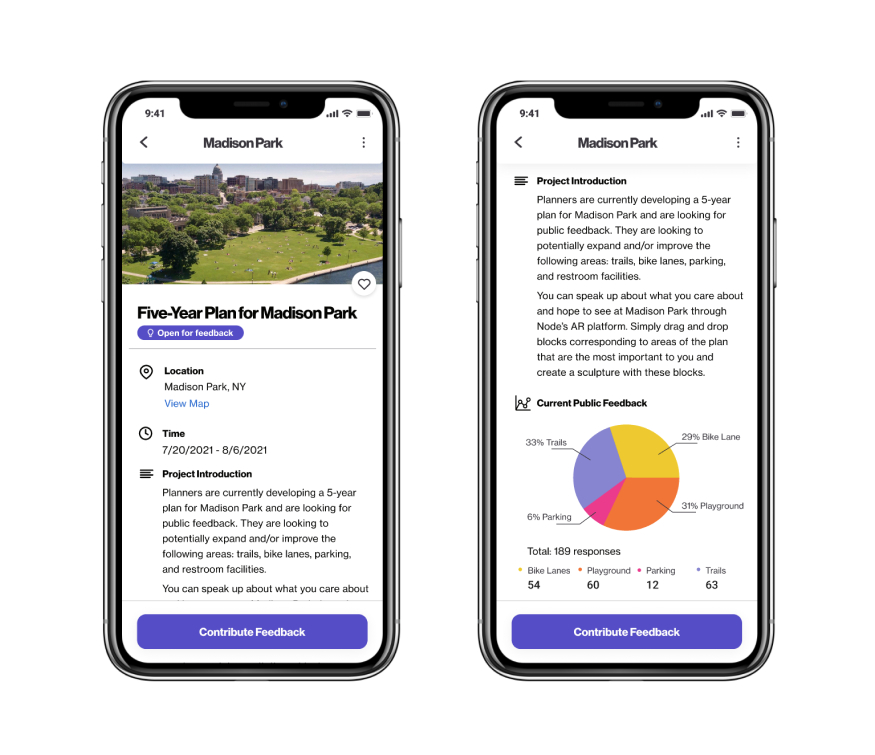 9:41
Madison Park
Five-Year Plan for Madison Park
Open for feedback
Location
Madison Park, NY
View Map
Time
7/20/2021 - 8/6/2021
Project Introduction
Planners are currently developing a 5-year
plan for Madison Park and are looking for
public feedback. They are looking to
potentially expand and/or improve the
following areas: trails, bike lanes, parking,
and restroom facilities.
You can speak up about what you care about
Contribute Feedback
9:41
Madison Park
Project Introduction
Planners are currently developing a 5-year
plan for Madison Park and are looking for
public feedback. They are looking to
potentially expand and/or improve the
following areas: trails, bike lanes, parking,
and restroom facilities.
You can speak up about what you care about
and hope to see at Madison Park through
Node's AR platform. Simply drag and drop
blocks corresponding to areas of the plan
that are the most important to you and
create a sculpture with these blocks.
Current Public Feedback
33% Trails
29% Bike Lane
31% Playground
6% Parking
Total: 189 responses
Bike Lanes Playground Parking Trails
54 60 12 63
Contribute Feedback